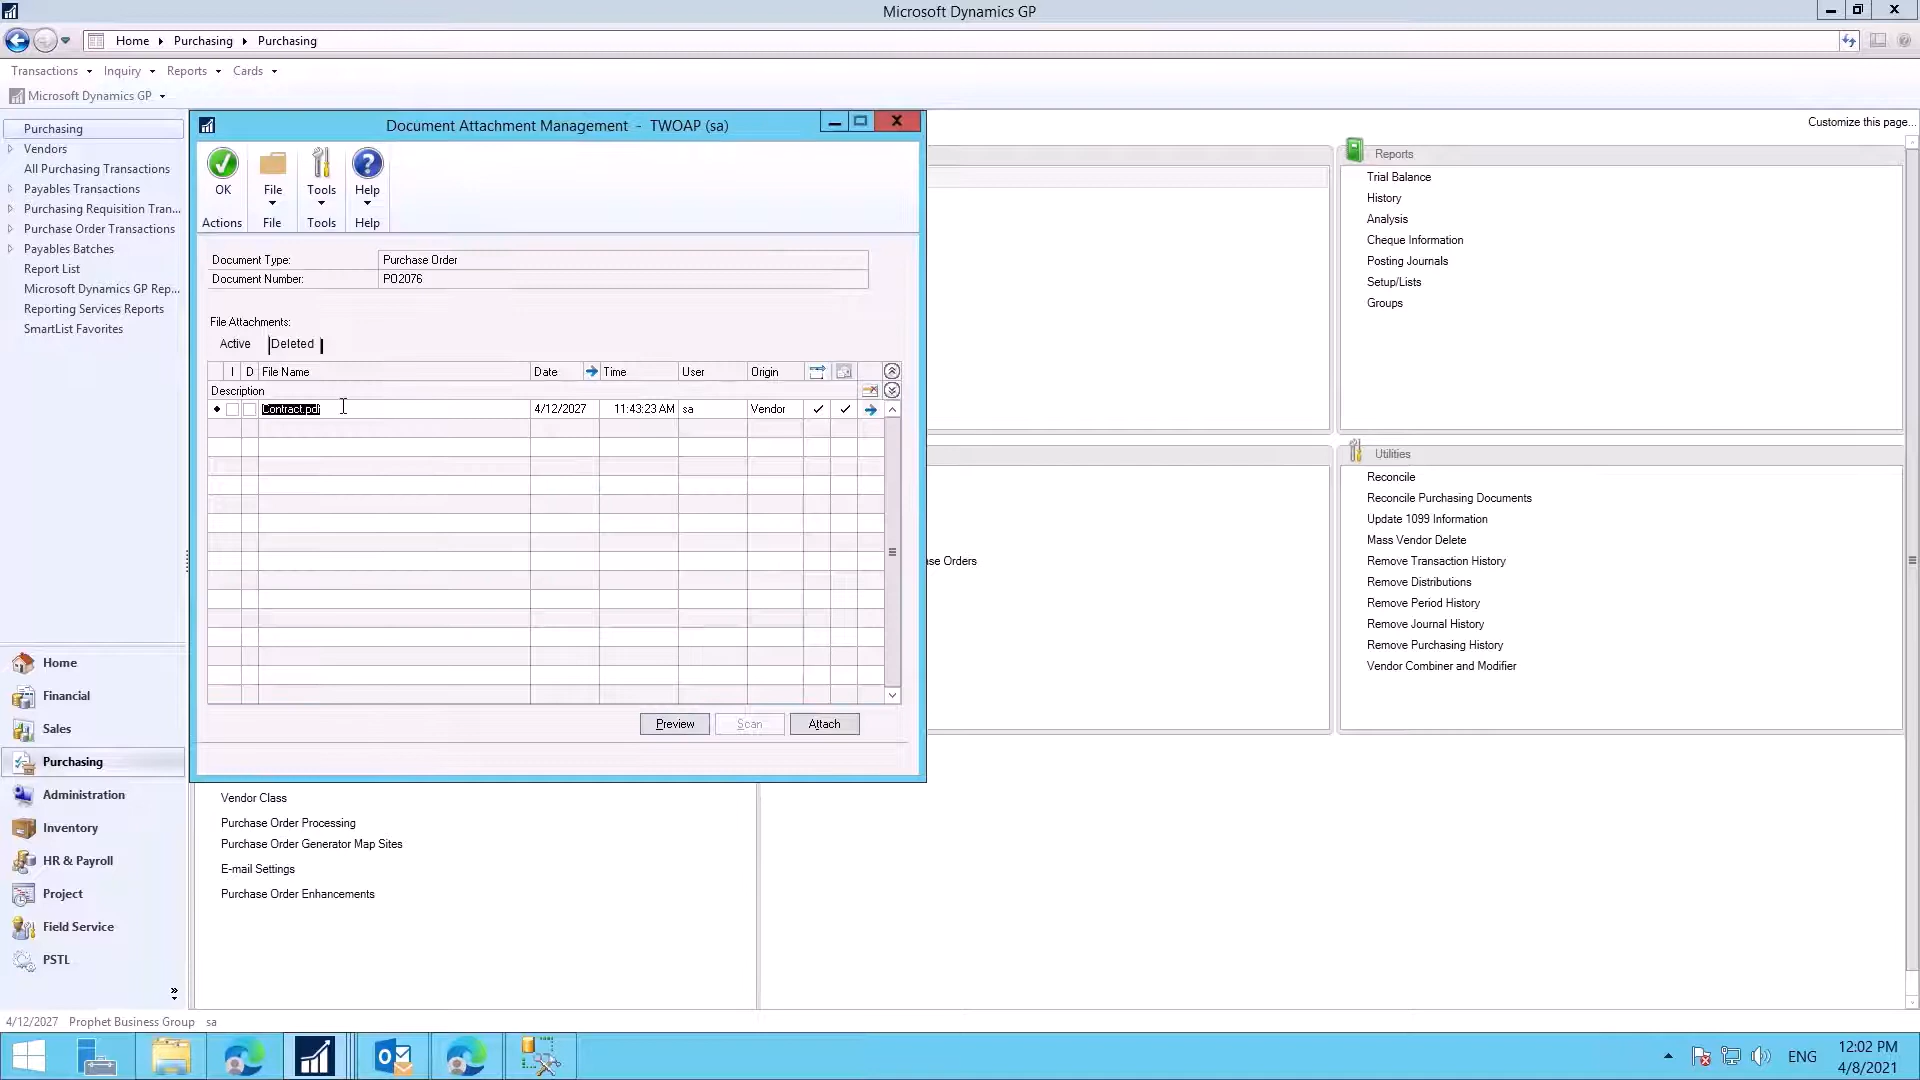 Microsoft Dynamics GP
Home Purchasing Purchasing
Transactions Inquiry Reports Cards
Microsoft Dynamics GP
Customize this page...
Purchasing
Vendors
All Purchasing Transactions
Payables Transactions
Purchasing Requisition Tran...
Purchase Order Transactions
Payables Batches
Report List
Microsoft Dynamics GP Rep...
Reporting Services Reports
SmartList Favorites
Document Attachment Management - TWOAP (sa)
OK File Tools Help
Actions File Tools Help
Document Type: Purchase Order
Document Number: PO2076
File Attachments:
Active Deleted
I D File Name Date Time User Origin
Description
Contract.pdf 4/12/2027 11:43:23 AM sa Vendor
Preview Scan Attach
Reports
Trial Balance
History
Analysis
Cheque Information
Posting Journals
Setup/Lists
Groups
se Orders
Utilities
Reconcile
Reconcile Purchasing Documents
Update 1099 Information
Mass Vendor Delete
Remove Transaction History
Remove Distributions
Remove Period History
Remove Journal History
Remove Purchasing History
Vendor Combiner and Modifier
Home
Financial
Sales
Purchasing
Administration
Inventory
HR & Payroll
Project
Field Service
PSTL
Vendor Class
Purchase Order Processing
Purchase Order Generator Map Sites
E-mail Settings
Purchase Order Enhancements
4/12/2027 Prophet Business Group sa
ENG
12:02 PM
4/8/2021